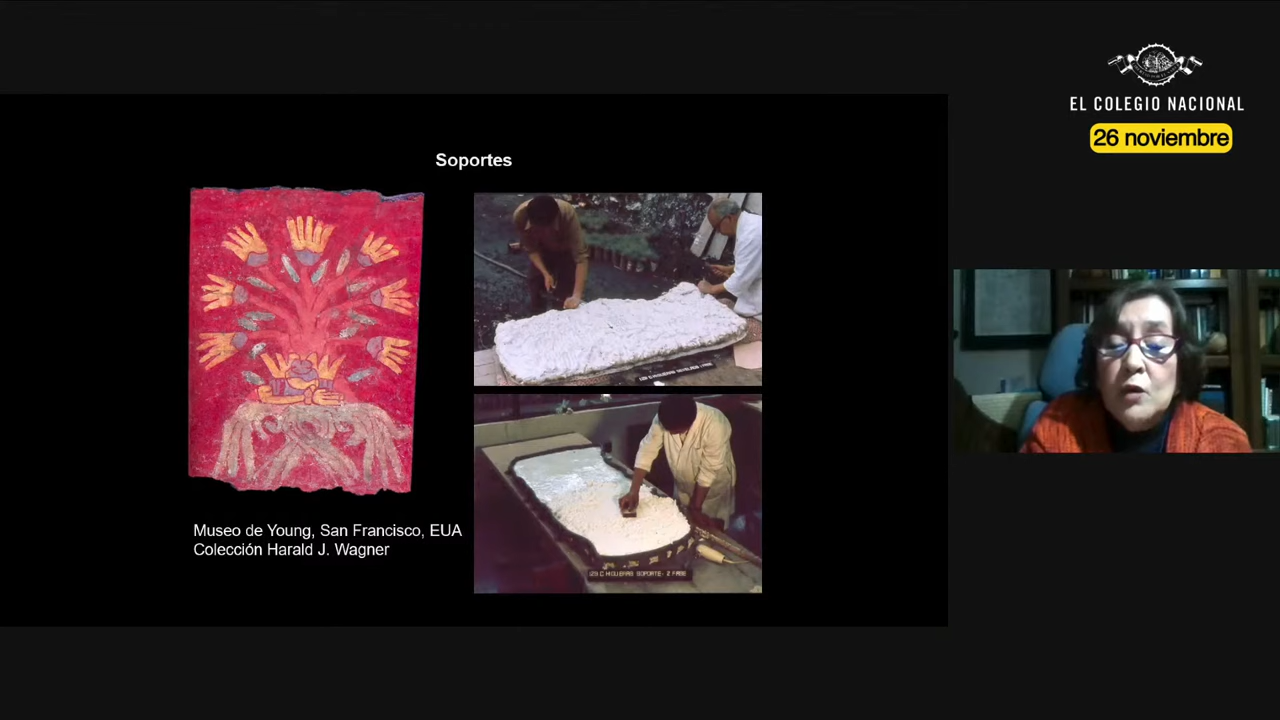 EL COLEGIO NACIONAL
26 noviembre
Soportes
Museo de Young, San Francisco, EUA
Colección Harald J. Wagner